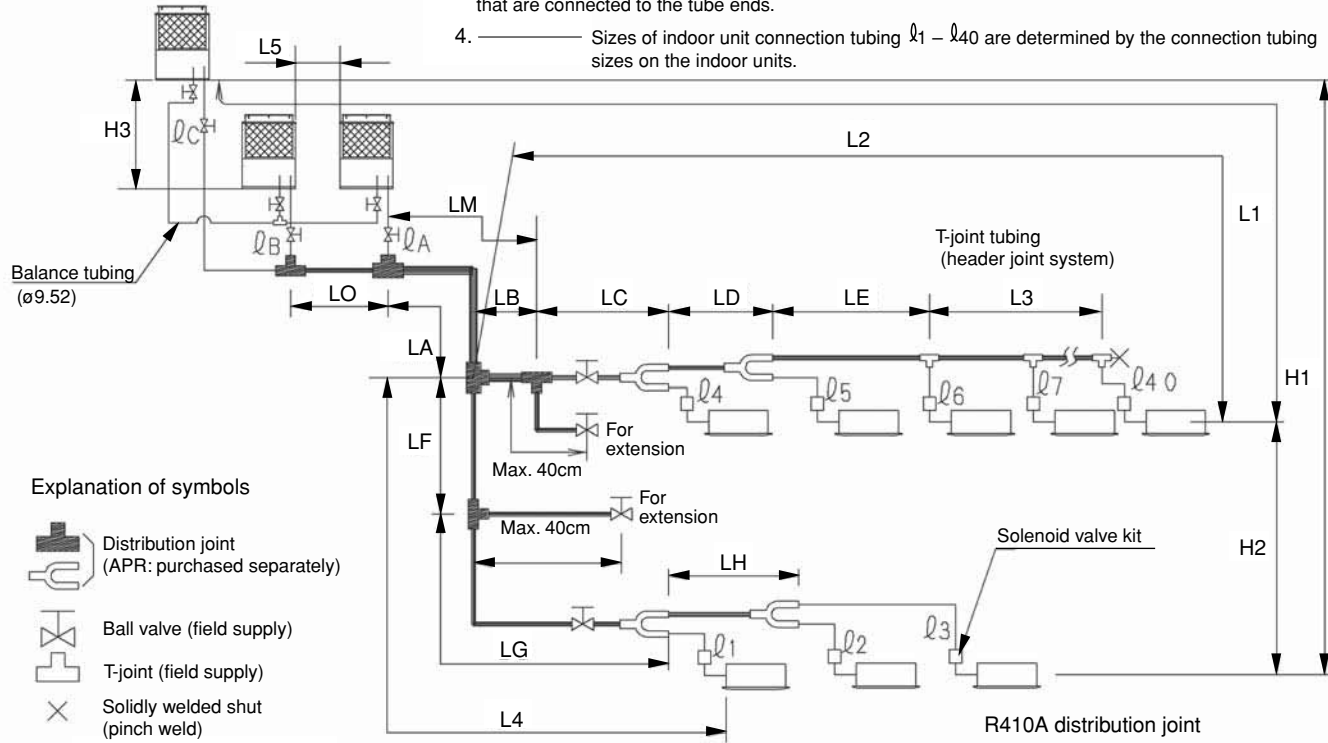 that are connected to the tube ends.
4. ———— Sizes of indoor unit connection tubing ℓ1 – ℓ40 are determined by the connection tubing
sizes on the indoor units.
L5
H3
ℓC
L2
LM
L1
ℓB
ℓA
T-joint tubing
(header joint system)
Balance tubing
(ø9.52)
LO
LB
LC
LD
LE
L3
LA
H1
ℓ4
ℓ5
ℓ6
ℓ7
ℓ40
For
extension
LF
Max. 40cm
Explanation of symbols
For
extension
Max. 40cm
Solenoid valve kit
H2
Distribution joint
(APR: purchased separately)
LH
Ball valve (field supply)
ℓ1
ℓ2
ℓ3
LG
T-joint (field supply)
Solidly welded shut
(pinch weld)
L4
R410A distribution joint